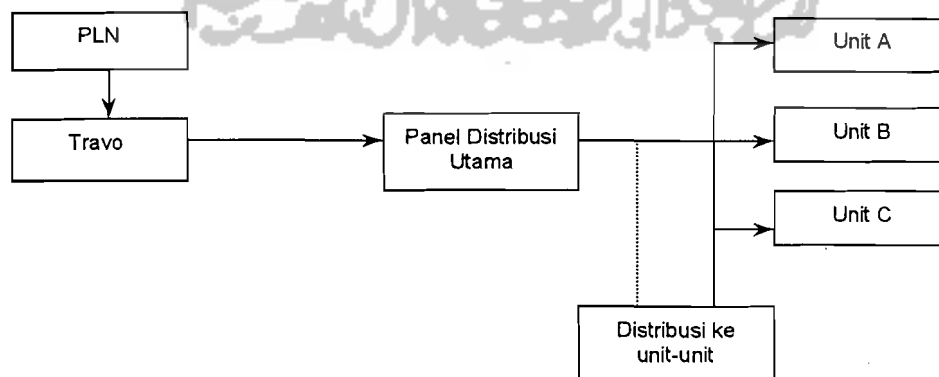 PLN
Travo
Panel Distribusi
Utama
Unit A
Unit B
Unit C
Distribusi ke
unit-unit